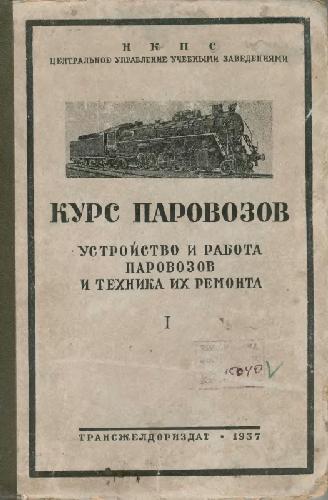 НКПС
ЦЕНТРАЛЬНОЕ УПРАВЛЕНИЕ УЧЕБНЫМИ ЗАВЕДЕНИЯМИ
КУРС ПАРОВОЗОВ
УСТРОЙСТВО И РАБОТА
ПАРОВОЗОВ
И ТЕХНИКА ИХ РЕМОНТА
I
ТРАНСЖЕЛДОРИЗДАТ • 1937